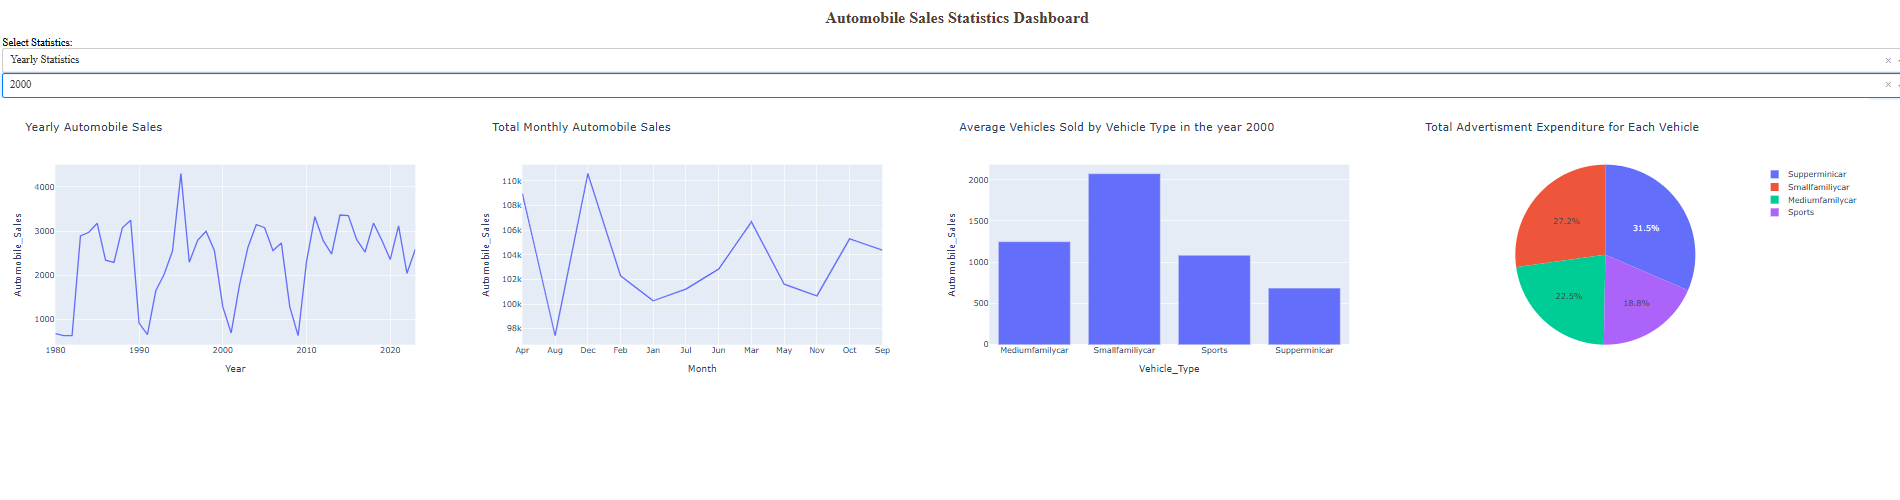 Automobile Sales Statistics Dashboard
Select Statistics:
Yearly Statistics
×
2000
×
Yearly Automobile Sales
Automobile_Sales
4000
3000
2000
1000
1980
1990
2000
2010
2020
Year
Total Monthly Automobile Sales
Automobile_Sales
110k
108k
106k
104k
102k
100k
98k
Apr
Aug
Dec
Feb
Jan
Jul
Jun
Mar
May
Nov
Oct
Sep
Month
Average Vehicles Sold by Vehicle Type in the year 2000
Automobile_Sales
2000
1500
1000
500
0
Mediumfamilycar
Smallfamiliycar
Sports
Supperminicar
Vehicle_Type
Total Advertisment Expenditure for Each Vehicle
27.2%
31.5%
22.5%
18.8%
Supperminicar
Smallfamiliycar
Mediumfamilycar
Sports